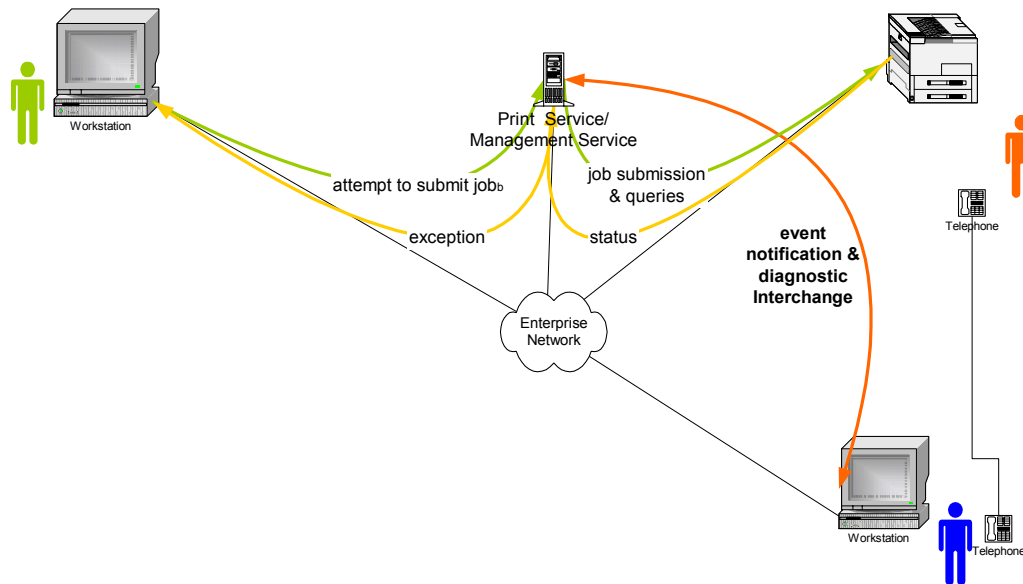 Workstation
Print Service/
Management Service
attempt to submit jobb
job submission
& queries
exception
status
Telephone
event
notification &
diagnostic
Interchange
Enterprise
Network
Workstation
Telephone